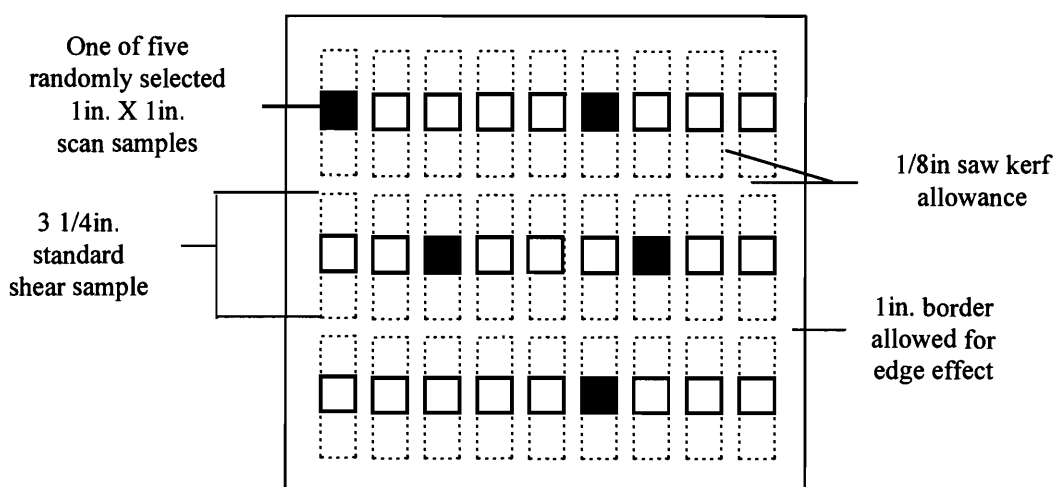 One of five
randomly selected
1in. X 1in.
scan samples
3 1/4in.
standard
shear sample
1/8in saw kerf
allowance
1in. border
allowed for
edge effect